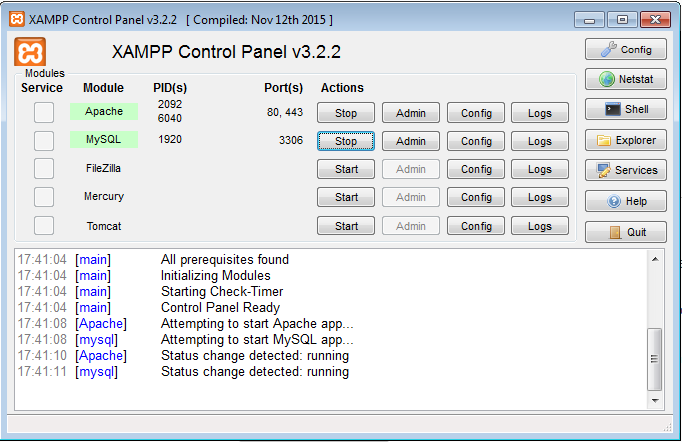 XAMPP Control Panel v3.2.2 [ Compiled: Nov 12th 2015 ]
XAMPP Control Panel v3.2.2
Modules
Service Module PID(s) Port(s) Actions
Apache 2092 6040 80, 443 Stop Admin Config Logs
MySQL 1920 3306 Stop Admin Config Logs
FileZilla Start Admin Config Logs
Mercury Start Admin Config Logs
Tomcat Start Admin Config Logs
Config
Netstat
Shell
Explorer
Services
Help
Quit
17:41:04 [main] All prerequisites found
17:41:04 [main] Initializing Modules
17:41:04 [main] Starting Check-Timer
17:41:04 [main] Control Panel Ready
17:41:08 [Apache] Attempting to start Apache app...
17:41:08 [mysql] Attempting to start MySQL app...
17:41:10 [Apache] Status change detected: running
17:41:11 [mysql] Status change detected: running